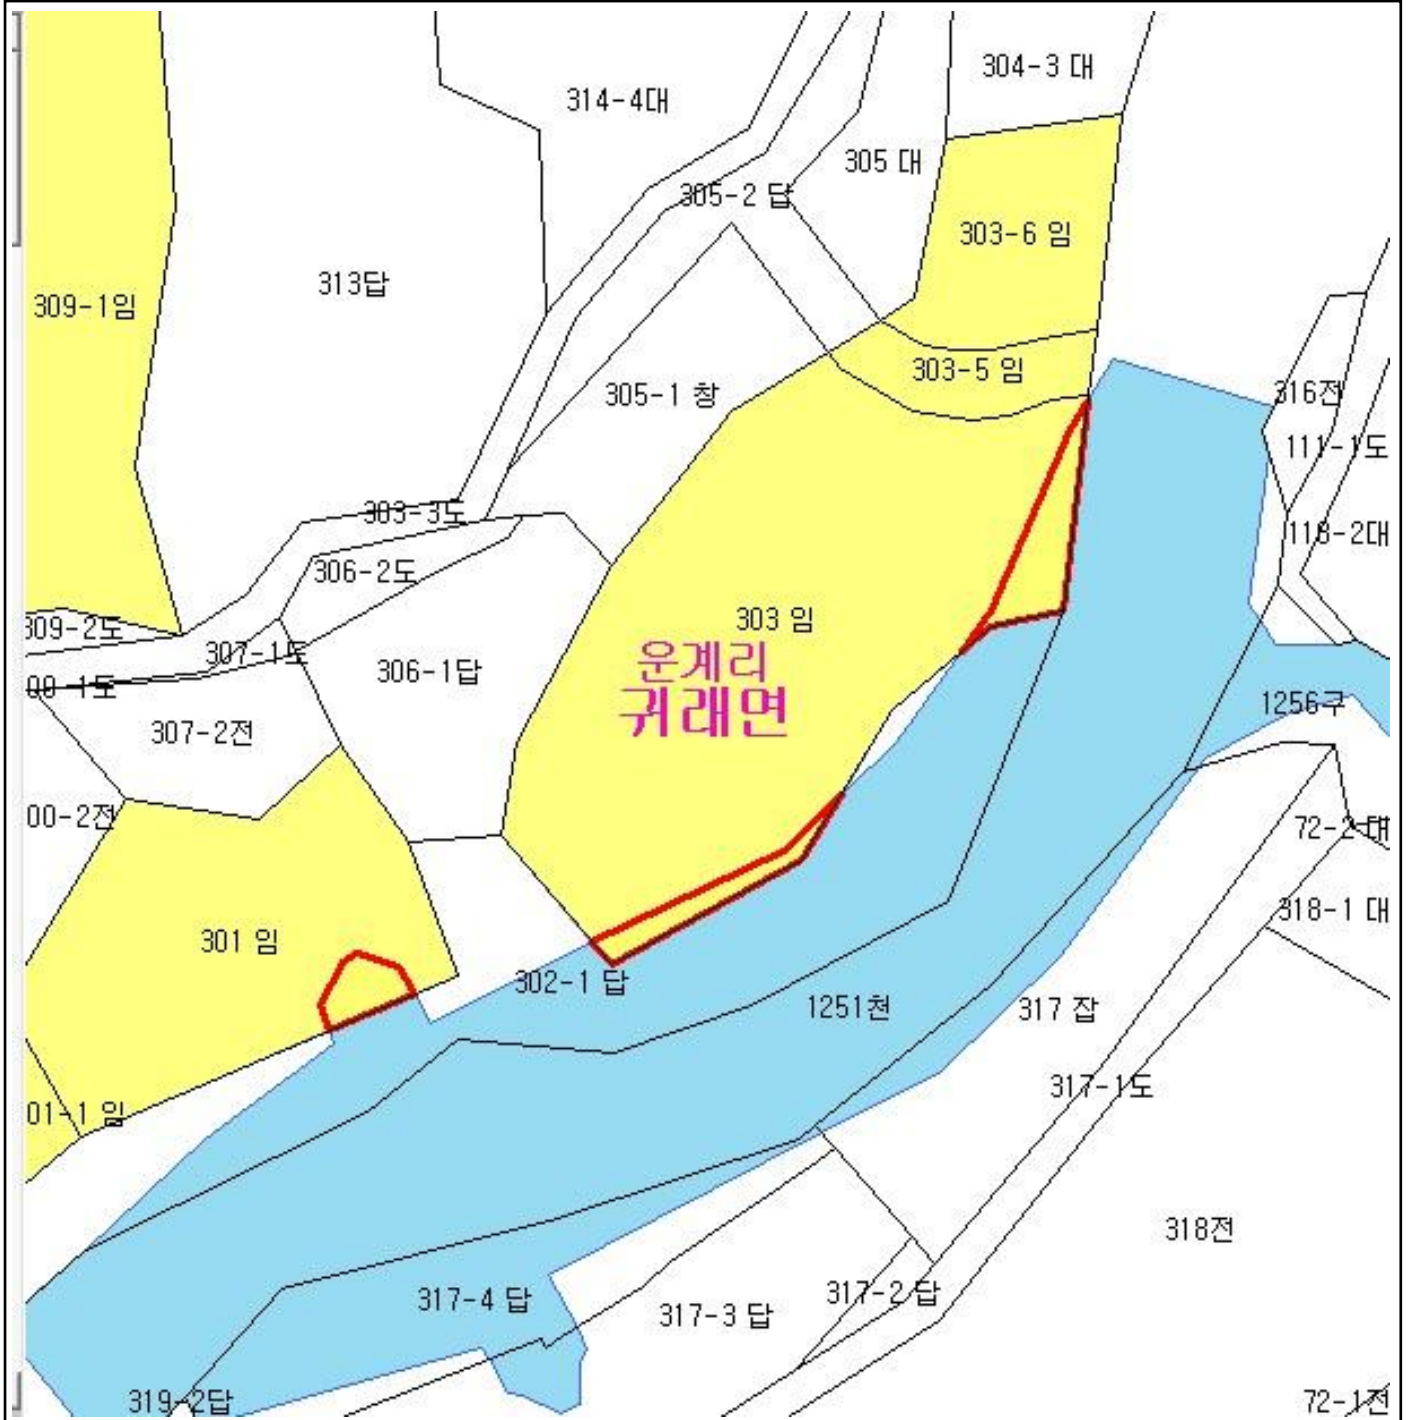 304-3 대
314-4대
305 대
305-2 답
303-6 임
313답
309-1임
303-5 임
305-1 창
316전
111-1도
303-3도
118-2대
306-2도
303 임
309-2도
307-1도
운계리
306-1답
00-1도
귀래면
1256구
307-2전
00-2전
72-2대
318-1 대
301 임
302-1 답
1251천
317 잡
317-1도
01-1 임
318전
317-4 답
317-2 답
317-3 답
319-2답
72-1전